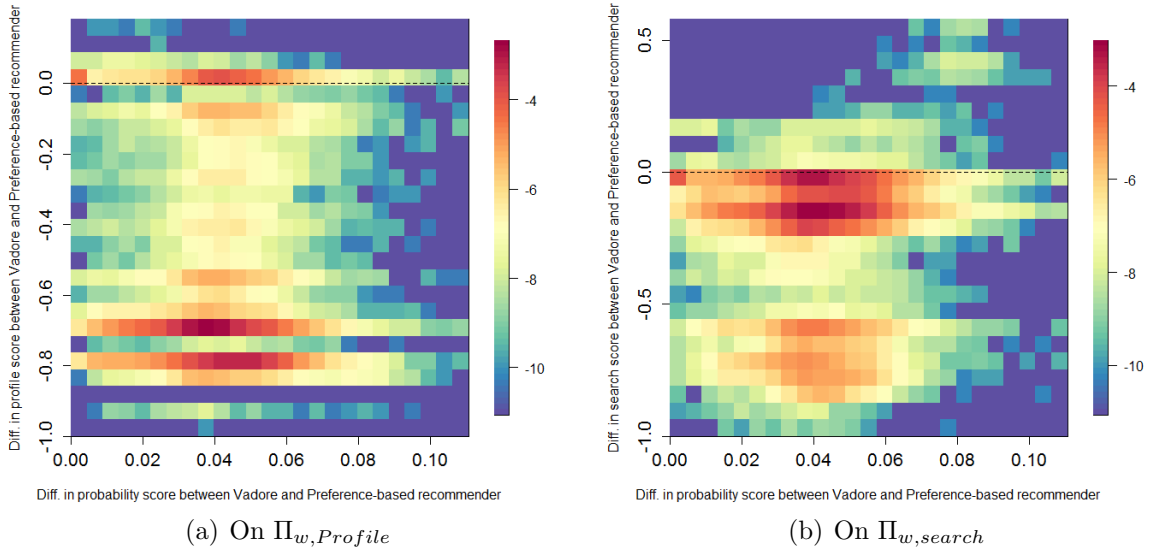 Diff. in profile score between Vadore and Preference-based recommender
0.0
-0.2
-0.4
-0.6
-0.8
-1.0
0.00 0.02 0.04 0.06 0.08 0.10
-4
-6
-8
-10
Diff. in probability score between Vadore and Preference-based recommender
(a) On Π_{w,Profile}
Diff. in search score between Vadore and Preference-based recommender
0.5
0.0
-0.5
-1.0
0.00 0.02 0.04 0.06 0.08 0.10
-4
-6
-8
-10
Diff. in probability score between Vadore and Preference-based recommender
(b) On Π_{w,search}